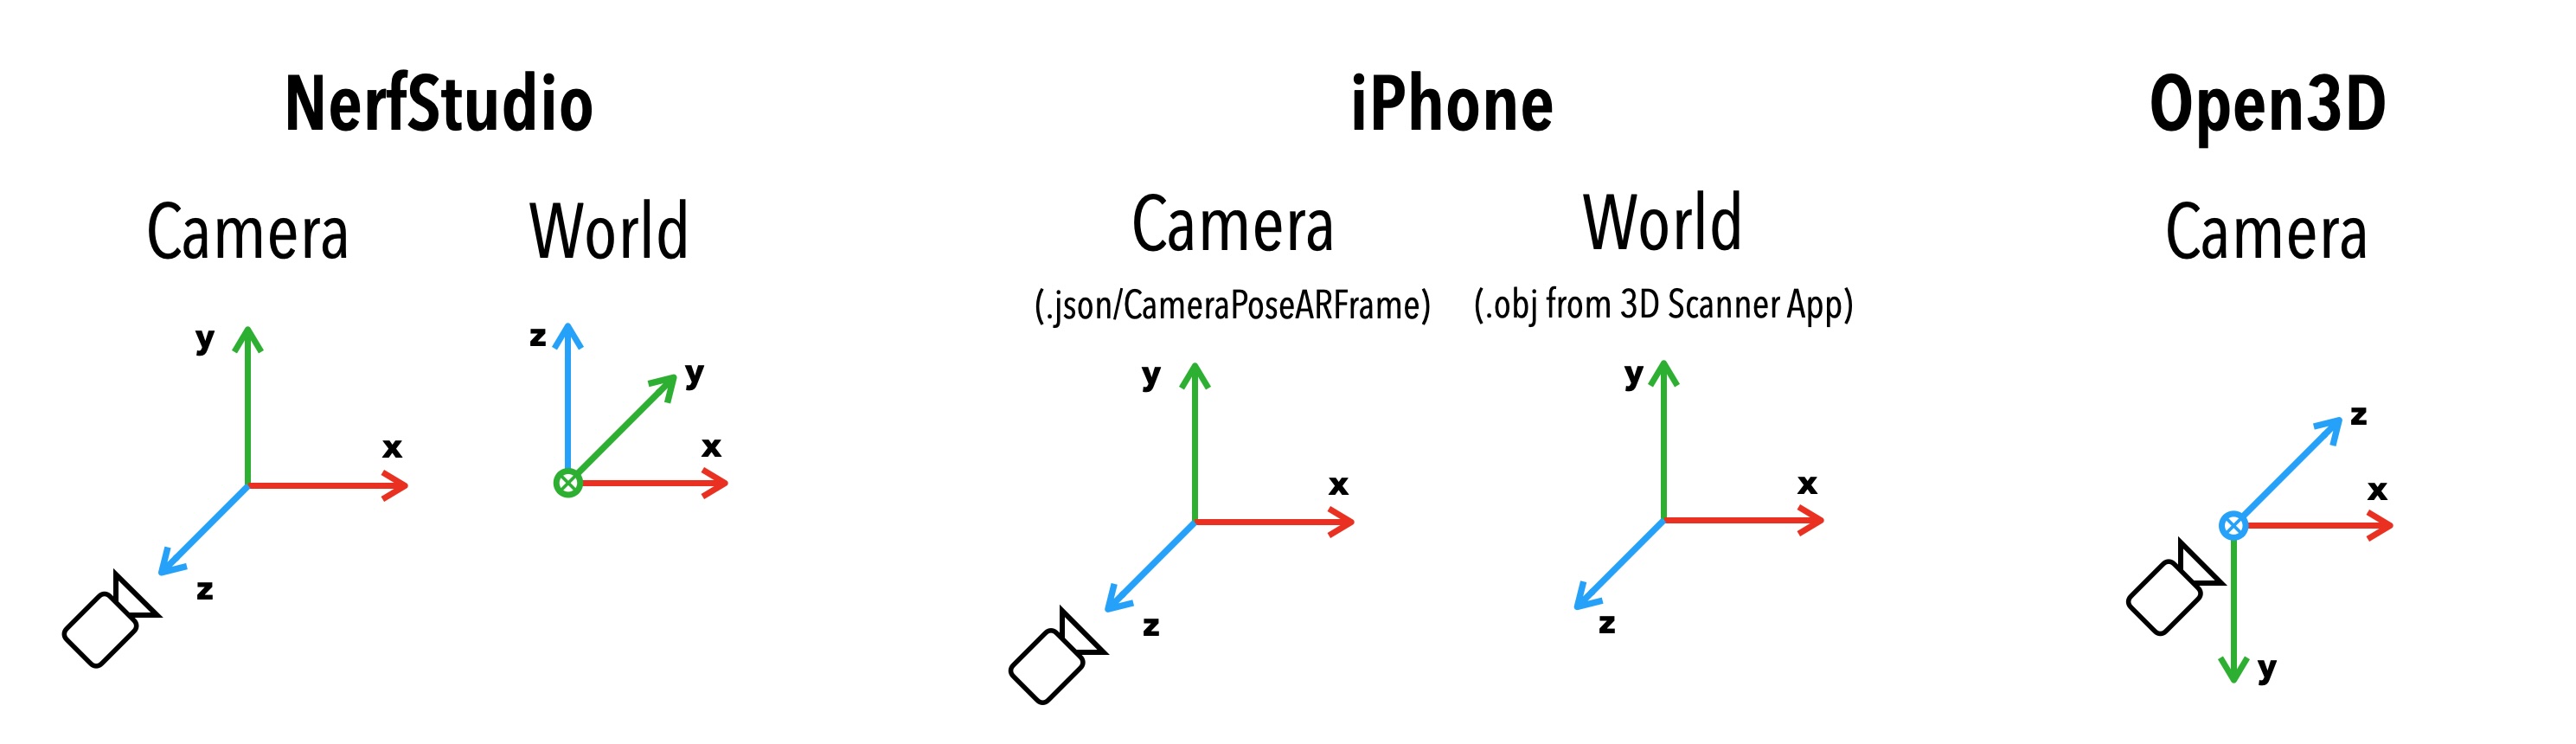 NerfStudio
iPhone
Open3D
Camera
World
Camera
World
Camera
(.json/CameraPoseARFrame)
(.obj from 3D Scanner App)
y
x
z
z
y
x
y
x
z
y
x
z
z
x
y